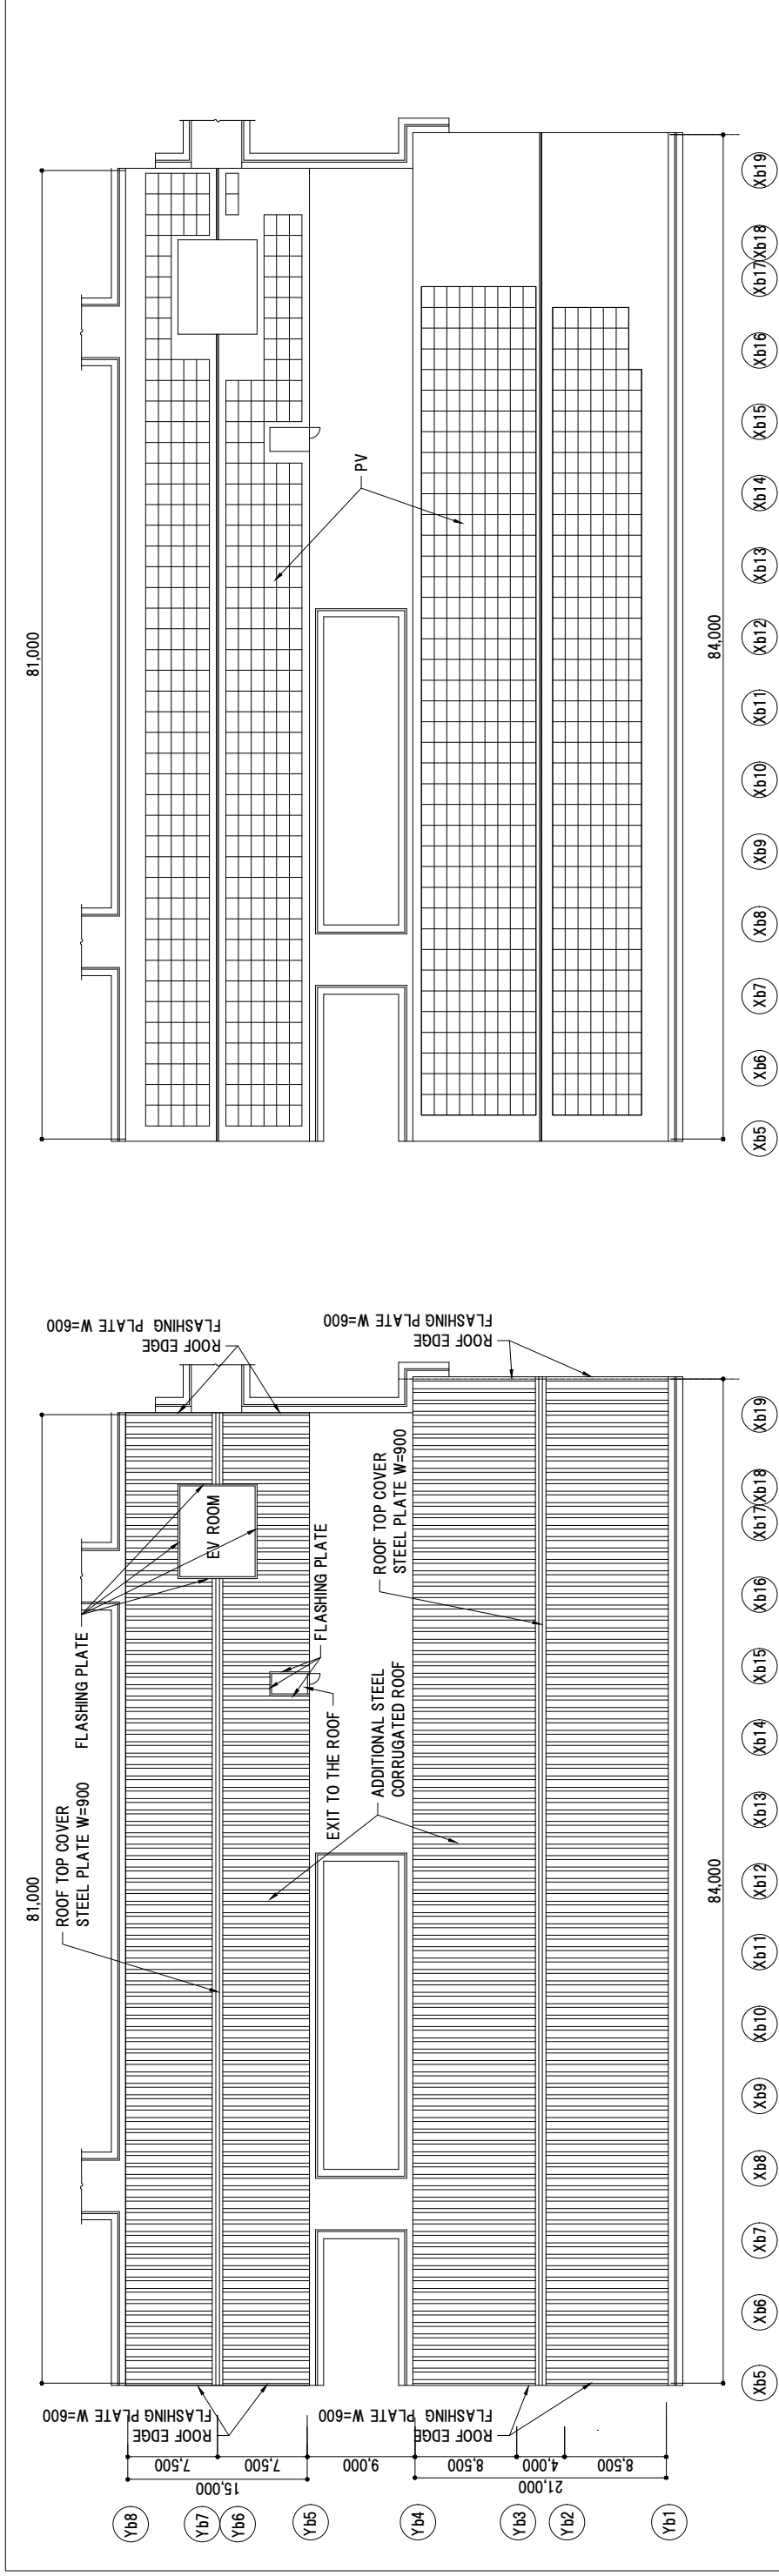 81,000
ROOF TOP COVER
STEEL PLATE W=900
FLASHING PLATE
EV ROOM
ROOF EDGE
FLASHING PLATE W=600
ROOF EDGE
FLASHING PLATE W=600
FLASHING PLATE
EXIT TO THE ROOF
ADDITIONAL STEEL
CORRUGATED ROOF
ROOF TOP COVER
STEEL PLATE W=900
ROOF EDGE
FLASHING PLATE W=600
ROOF EDGE
FLASHING PLATE W=600
84,000
7,500
7,500
15,000
9,000
8,500
4,000
8,500
21,000
Yb8
Yb7
Yb6
Yb5
Yb4
Yb3
Yb2
Yb1
Xb5
Xb6
Xb7
Xb8
Xb9
Xb10
Xb11
Xb12
Xb13
Xb14
Xb15
Xb16
Xb17
Xb18
Xb19
81,000
PV
84,000
Xb5
Xb6
Xb7
Xb8
Xb9
Xb10
Xb11
Xb12
Xb13
Xb14
Xb15
Xb16
Xb17
Xb18
Xb19